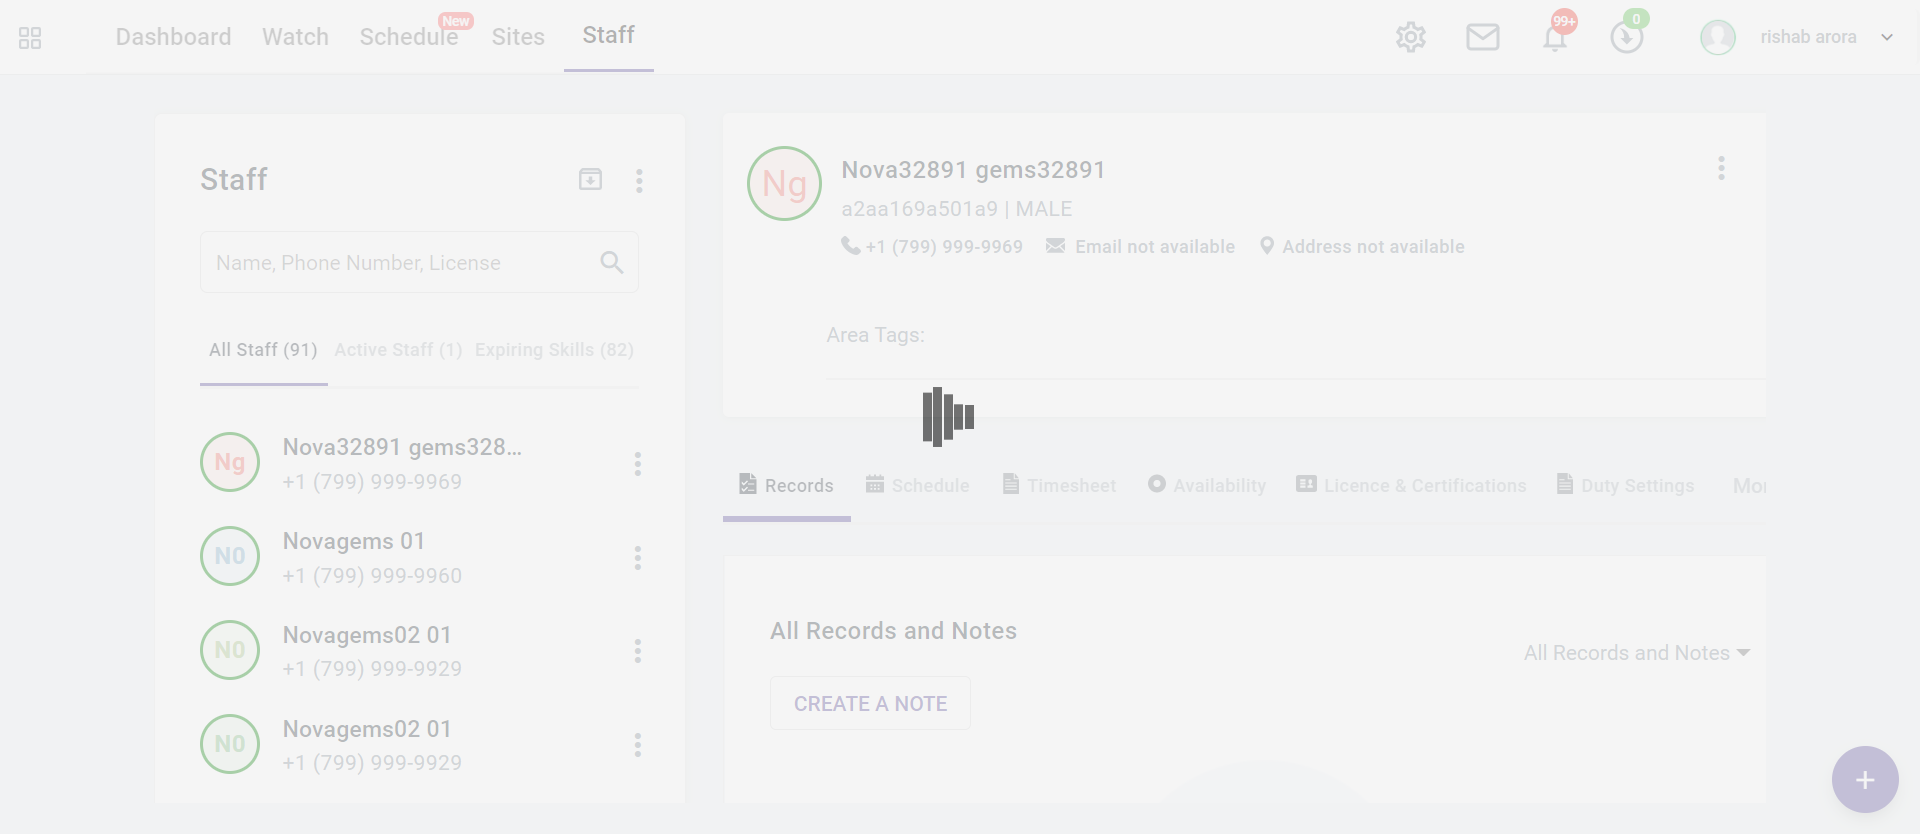 Dashboard Watch Schedule New Sites Staff 99+ 0 rishab arora
Staff
Name, Phone Number, License
All Staff (91) Active Staff (1) Expiring Skills (82)
Ng Nova32891 gems328...
+1 (799) 999-9969
N0 Novagems 01
+1 (799) 999-9960
N0 Novagems02 01
+1 (799) 999-9929
N0 Novagems02 01
+1 (799) 999-9929
Ng Nova32891 gems32891
a2aa169a501a9 | MALE
+1 (799) 999-9969 Email not available Address not available
Area Tags:
Records Schedule Timesheet Availability Licence & Certifications Duty Settings
All Records and Notes
All Records and Notes
CREATE A NOTE
+